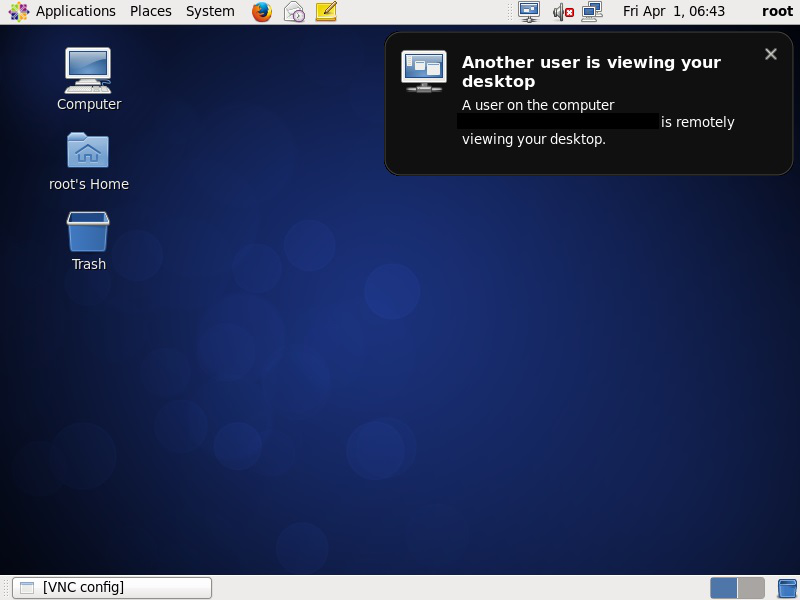 Applications Places System Fri Apr 1, 06:43 root
Another user is viewing your
desktop
A user on the computer
is remotely
viewing your desktop.
Computer
root's Home
Trash
[VNC config]